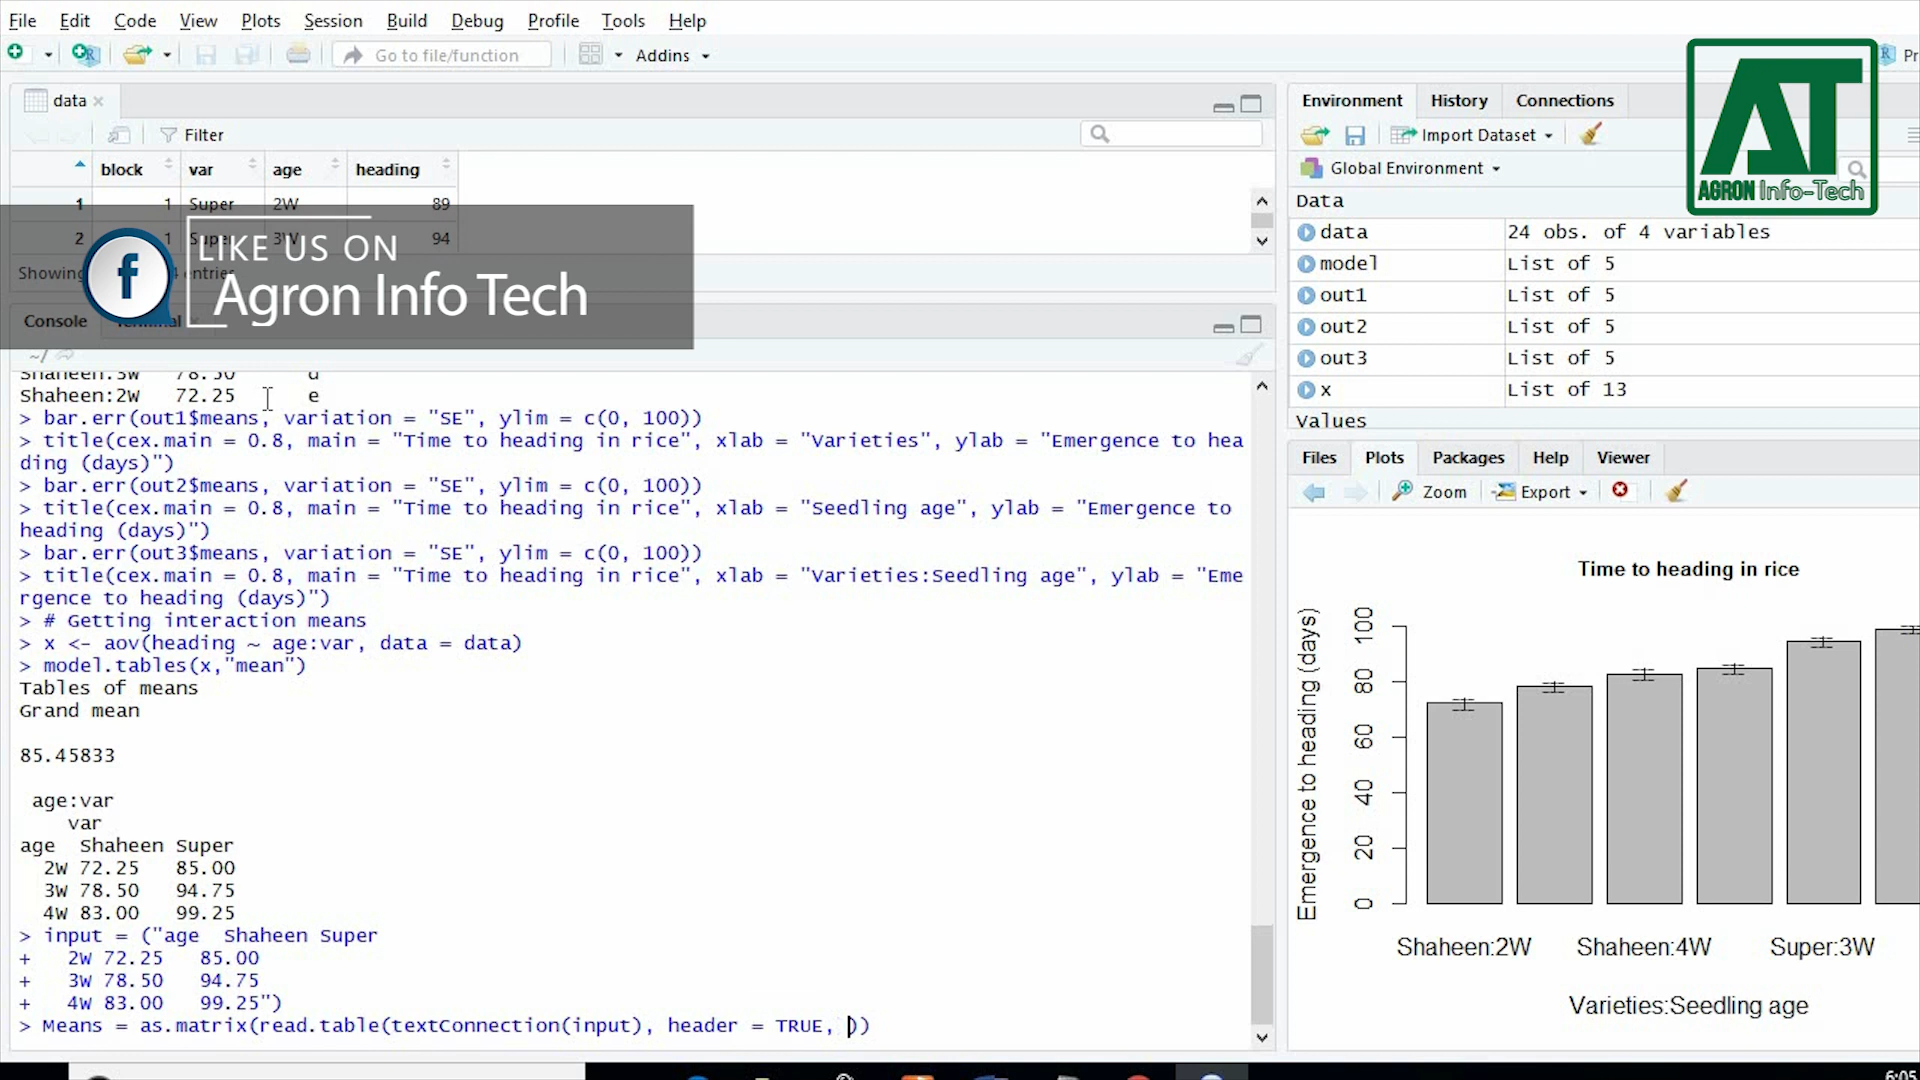 File Edit Code View Plots Session Build Debug Profile Tools Help
Go to file/function Addins
data
Filter
block var age heading
1 1 Super 2W 89
2 1 94
Showing entries
LIKE US ON
Agron Info Tech
Console
~/
Shaheen:3W 78.50 d
Shaheen:2W 72.25 e
> bar.err(out1$means, variation = "SE", ylim = c(0, 100))
> title(cex.main = 0.8, main = "Time to heading in rice", xlab = "Varieties", ylab = "Emergence to hea
ding (days)")
> bar.err(out2$means, variation = "SE", ylim = c(0, 100))
> title(cex.main = 0.8, main = "Time to heading in rice", xlab = "Seedling age", ylab = "Emergence to
heading (days)")
> bar.err(out3$means, variation = "SE", ylim = c(0, 100))
> title(cex.main = 0.8, main = "Time to heading in rice", xlab = "Varieties:Seedling age", ylab = "Eme
rgence to heading (days)")
> # Getting interaction means
> x <- aov(heading ~ age:var, data = data)
> model.tables(x,"mean")
Tables of means
Grand mean
85.45833
age:var
var
age Shaheen Super
2W 72.25 85.00
3W 78.50 94.75
4W 83.00 99.25
> input = ("age Shaheen Super
+ 2W 72.25 85.00
+ 3W 78.50 94.75
+ 4W 83.00 99.25")
> Means = as.matrix(read.table(textConnection(input), header = TRUE, ))
Environment History Connections
Import Dataset
Global Environment
Data
data 24 obs. of 4 variables
model List of 5
out1 List of 5
out2 List of 5
out3 List of 5
x List of 13
Values
AT
AGRON Info-Tech
R Pr
Files Plots Packages Help Viewer
Zoom Export
Time to heading in rice
Emergence to heading (days)
100
80
60
40
20
0
Shaheen:2W Shaheen:4W Super:3W
Varieties:Seedling age
6:05